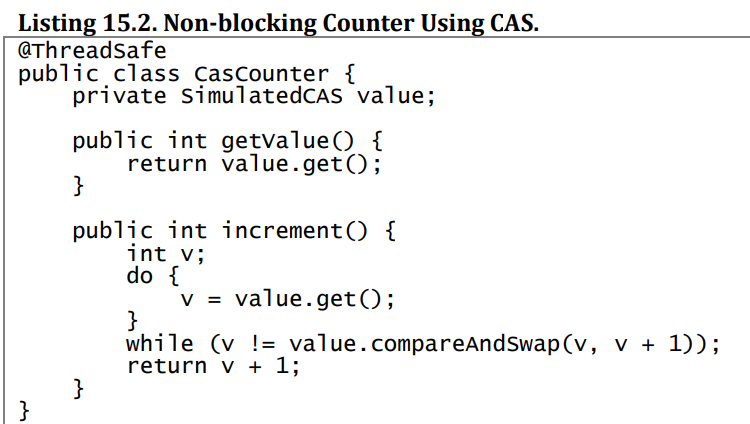 Listing 15.2. Non-blocking Counter Using CAS.
@ThreadSafe
public class CasCounter {
    private SimulatedCAS value;

    public int getValue() {
        return value.get();
    }

    public int increment() {
        int v;
        do {
            v = value.get();
        }
        while (v != value.compareAndSwap(v, v + 1));
        return v + 1;
    }
}